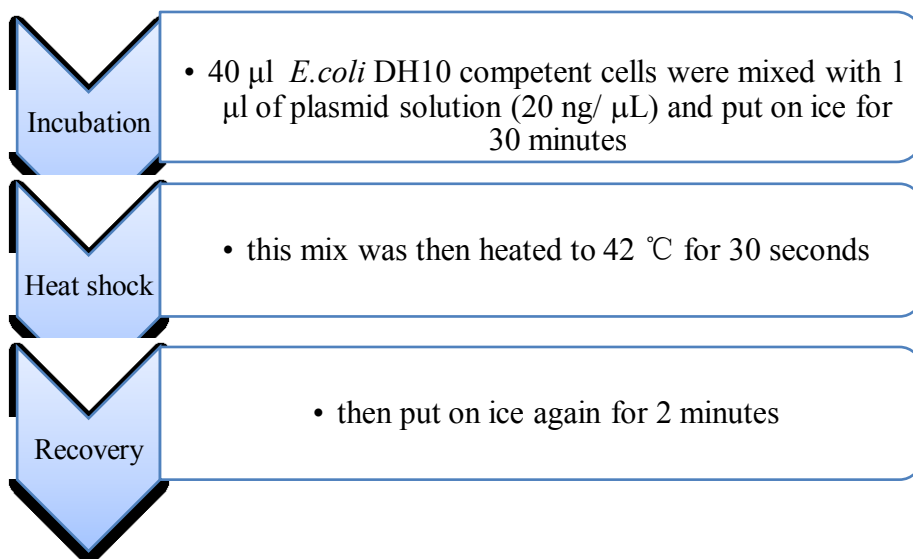 Incubation
• 40 μl E.coli DH10 competent cells were mixed with 1
μl of plasmid solution (20 ng/ μL) and put on ice for
30 minutes
Heat shock
• this mix was then heated to 42 ℃ for 30 seconds
Recovery
• then put on ice again for 2 minutes